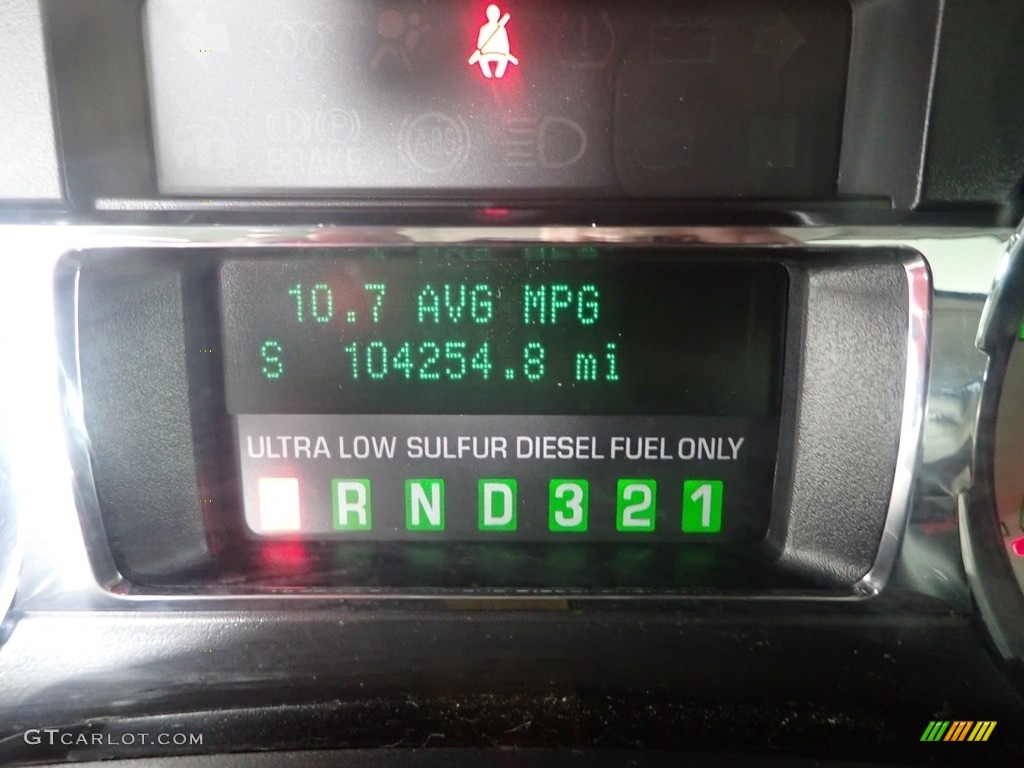 BRAKE
ABS
10.7 AVG MPG
S 104254.8 mi
ULTRA LOW SULFUR DIESEL FUEL ONLY
R N D 3 2 1
GTCARLOT.COM